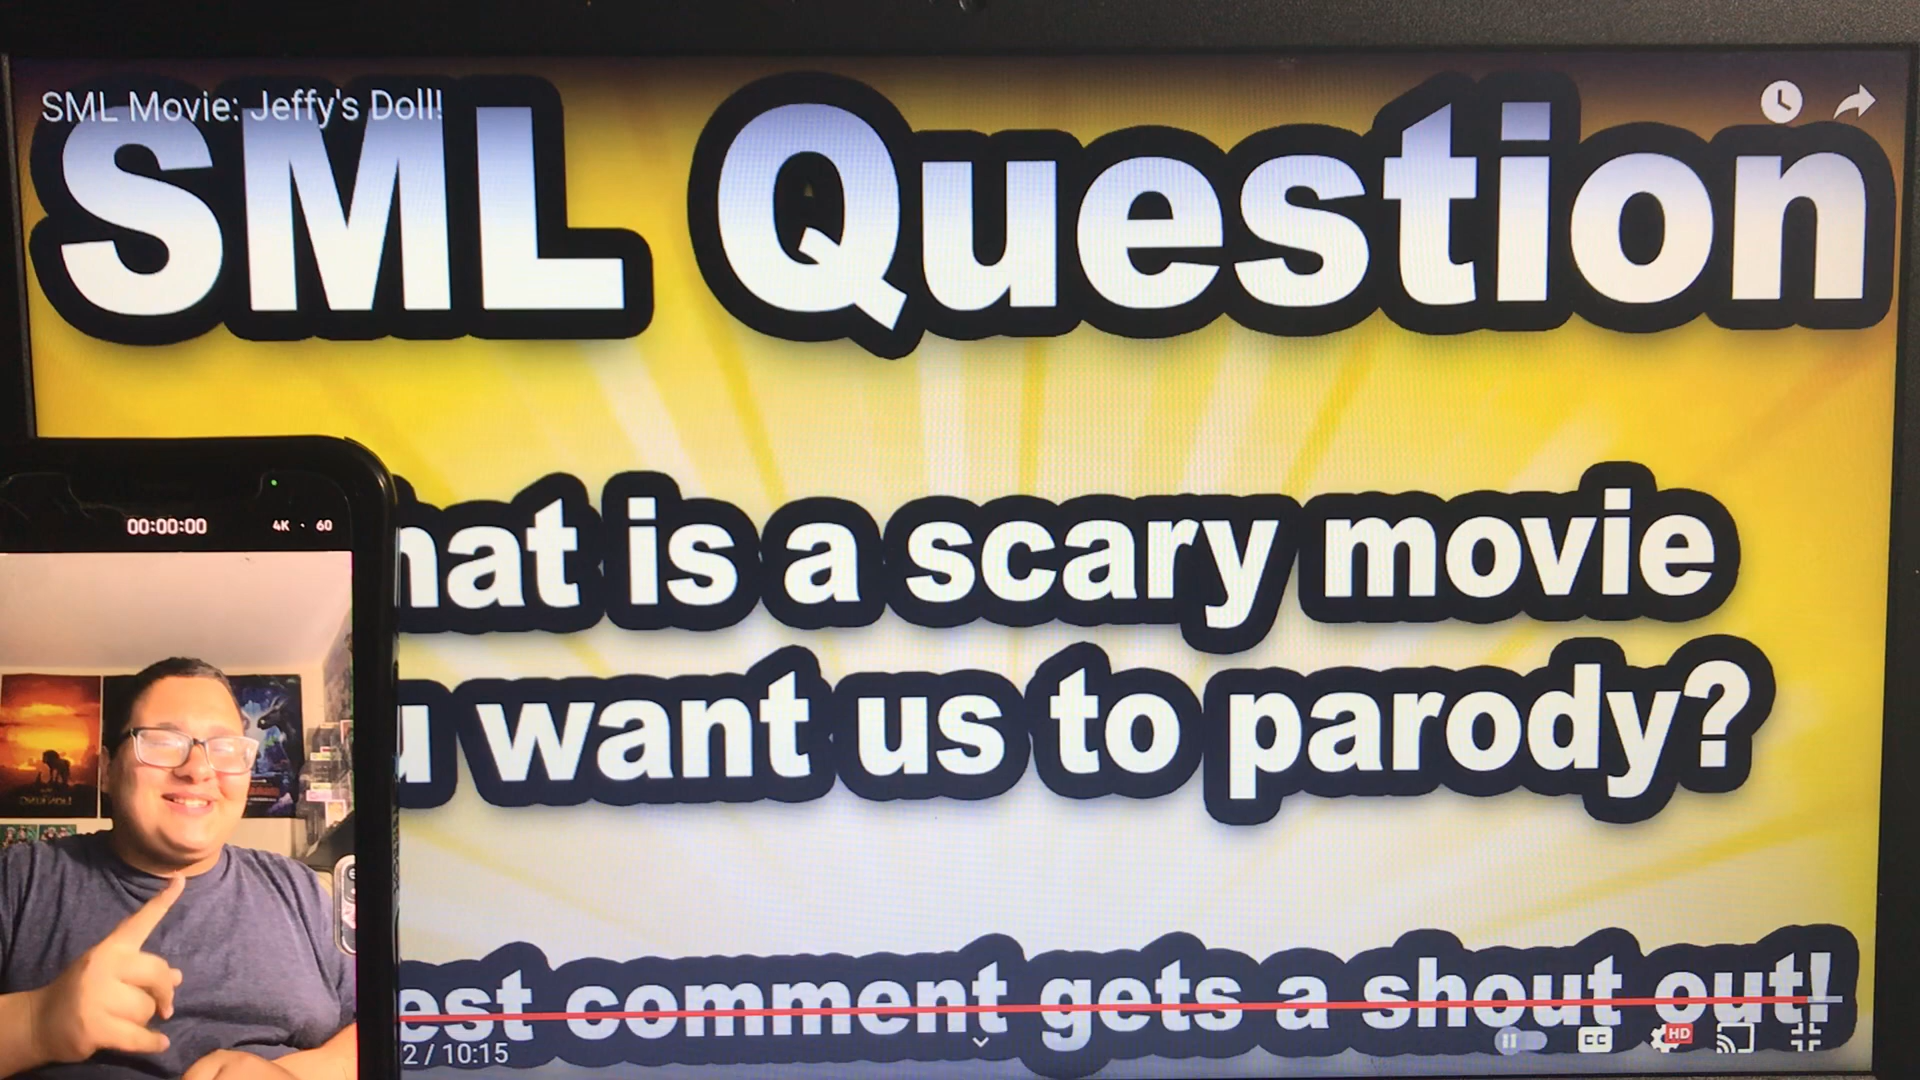 SML Movie: Jeffy's Doll!
SML Question
hat is a scary movie
u want us to parody?
est comment gets a shout out!
2 / 10:15
CC
HD
00:00:00
4K · 60